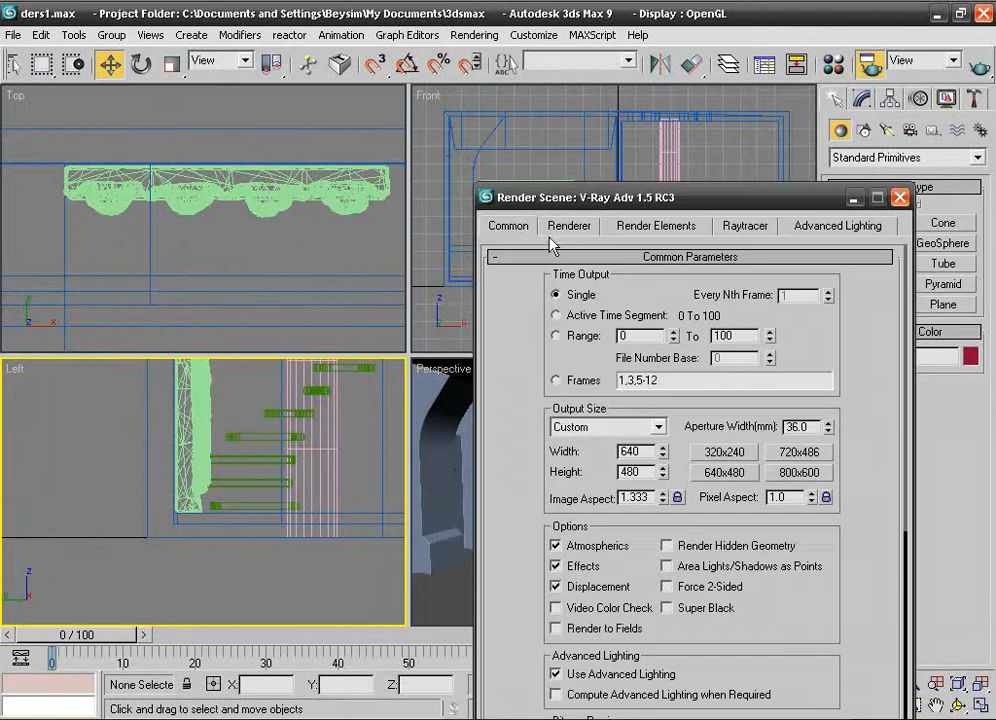 ders1.max - Project Folder: C:\Documents and Settings\Beysim\My Documents\3dsmax - Autodesk 3ds Max 9 - Display : OpenGL
File Edit Tools Group Views Create Modifiers reactor Animation Graph Editors Rendering Customize MAXScript Help
View View
Top Front
Standard Primitives
Render Scene: V-Ray Adv 1.5 RC3 Type
Common Renderer Render Elements Raytracer Advanced Lighting Cone
GeoSphere
- Common Parameters Tube
Time Output Pyramid
Single Every Nth Frame: 1
Plane
Active Time Segment: 0 To 100
Range: 0 To 100 Color
File Number Base: 0
Left Perspective
Frames 1,3,5-12
Output Size
Custom Aperture Width(mm): 36.0
Width: 640 320x240 720x486
Height: 480 640x480 800x600
Image Aspect: 1.333 Pixel Aspect: 1.0
Options
Atmospherics Render Hidden Geometry
Effects Area Lights/Shadows as Points
Displacement Force 2-Sided
Video Color Check Super Black
Render to Fields
0 / 100
Advanced Lighting
0 10 20 30 40 50 Use Advanced Lighting
None Selecte X: Y: Z: Compute Advanced Lighting when Required
Click and drag to select and move objects